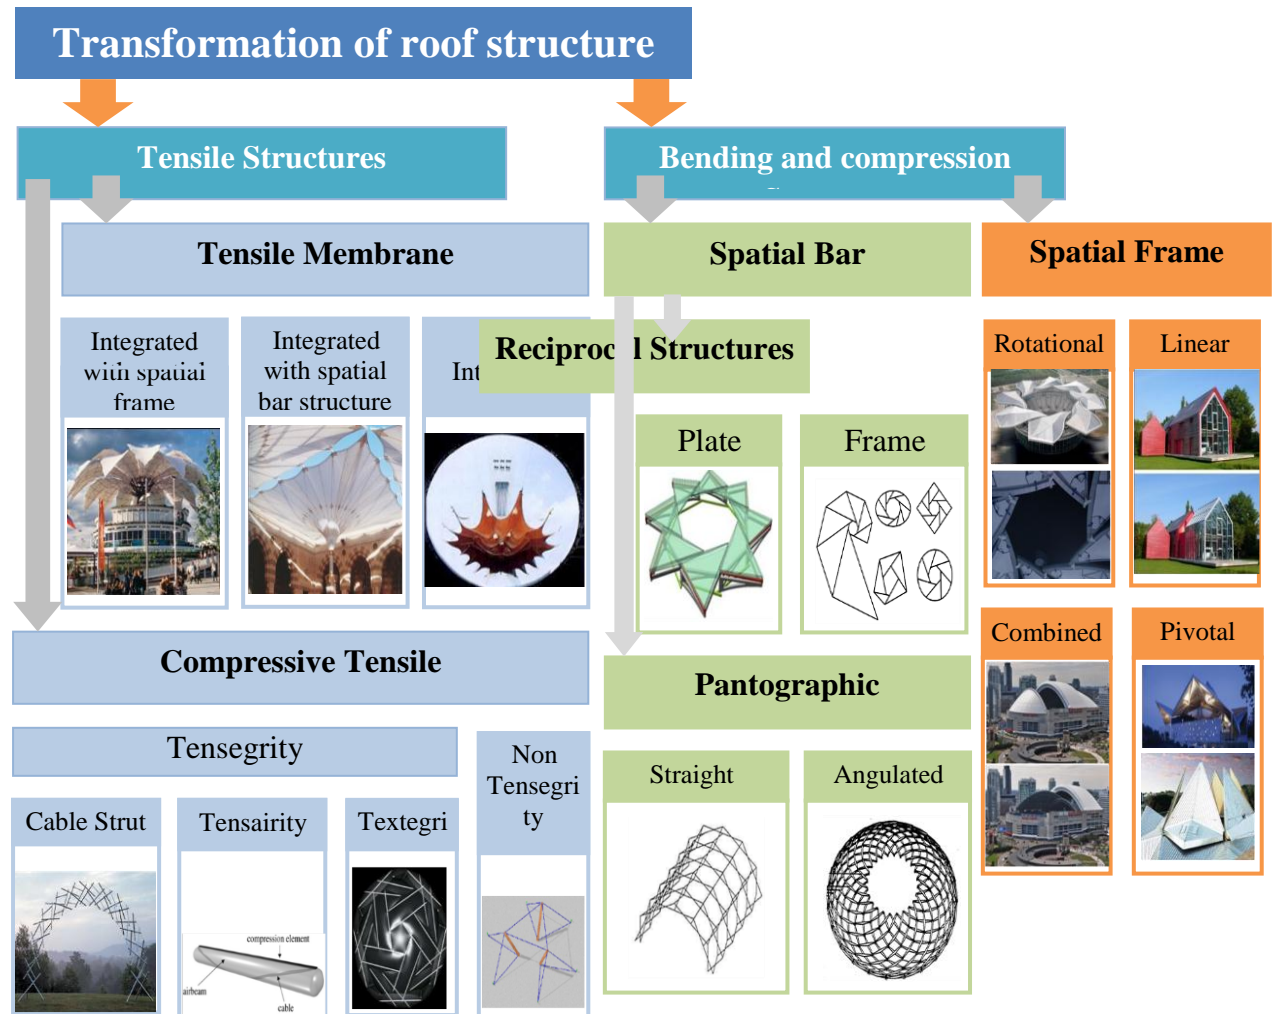 Transformation of roof structure
Tensile Structures
Bending and compression
Tensile Membrane
Spatial Bar
Spatial Frame
Integrated
with spatial
frame
Integrated
with spatial
bar structure
Reciprocal Structures
Plate
Frame
Rotational
Linear
Combined
Pivotal
Compressive Tensile
Pantographic
Tensegrity
Non
Tensegri
ty
Straight
Angulated
Cable Strut
Tensairity
Textegri
compression element
airbeam
cable